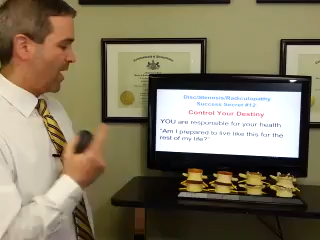 Disc/Stenosis/Radiculopathy
Success Secret #12
Control Your Destiny
YOU are responsible for your health
"Am I prepared to live like this for the
rest of my life?"